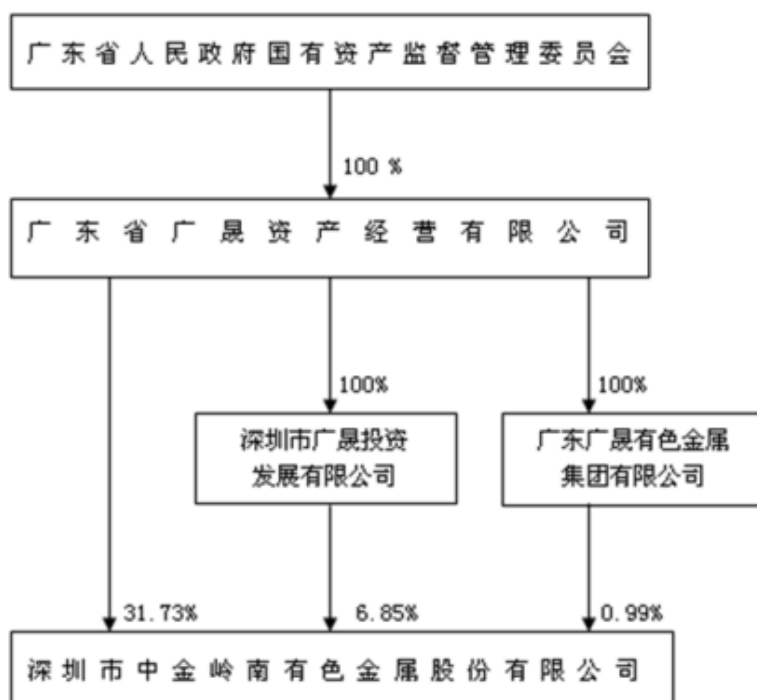 广东省人民政府国有资产监督管理委员会
100 %
广东省广晟资产经营有限公司
100%
100%
深圳市广晟投资
发展有限公司
广东广晟有色金属
集团有限公司
31.73%
6.85%
0.99%
深圳市中金岭南有色金属股份有限公司